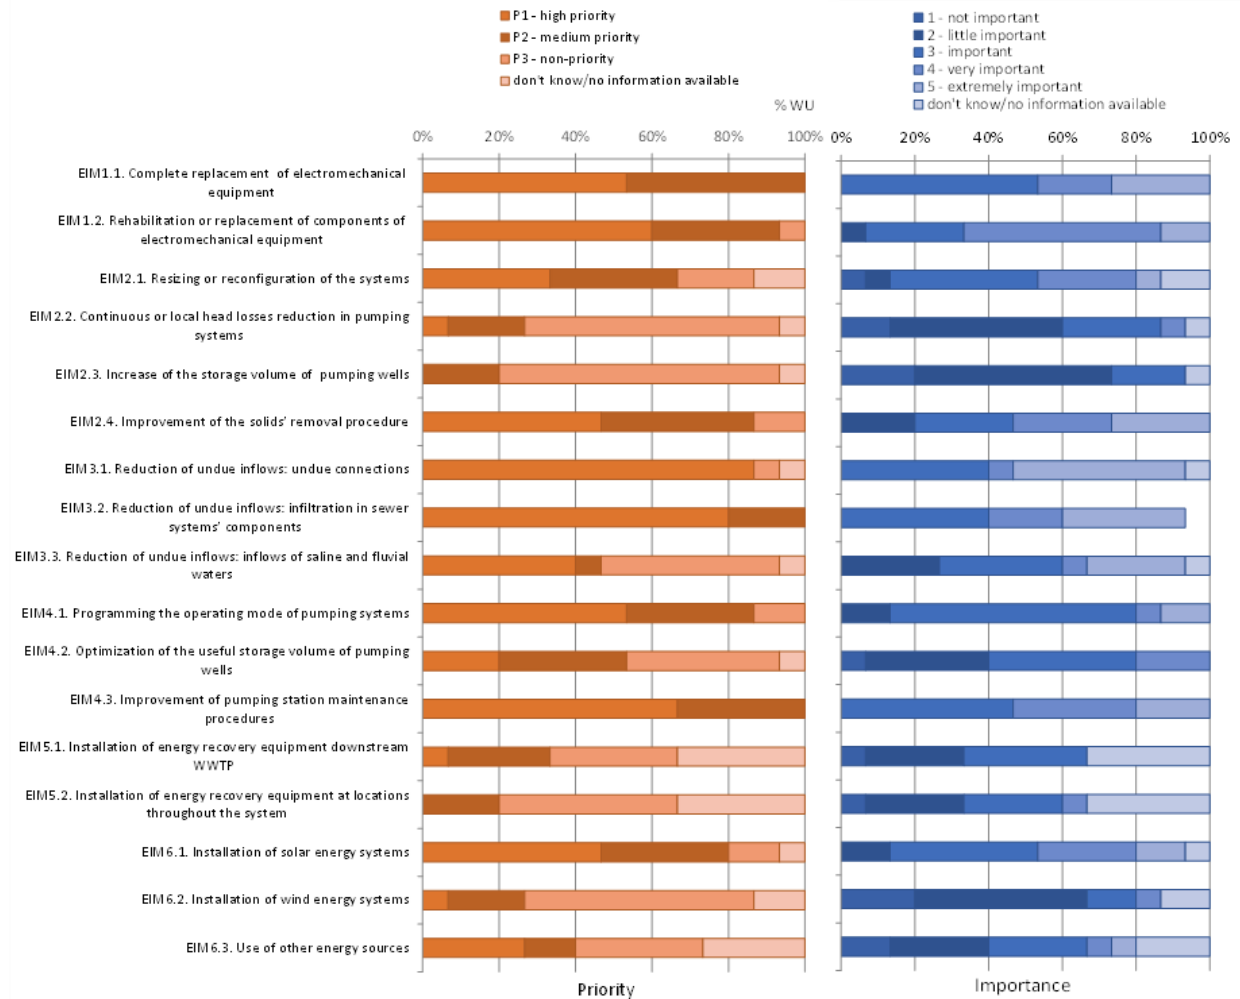 P1 - high priority
P2 - medium priority
P3 - non-priority
don't know/no information available
1 - not important
2 - little important
3 - important
4 - very important
5 - extremely important
don't know/no information available
% WU
0% 20% 40% 60% 80% 100%
0% 20% 40% 60% 80% 100%
EIM1.1. Complete replacement of electromechanical
equipment
EIM1.2. Rehabilitation or replacement of components of
electromechanical equipment
EIM2.1. Resizing or reconfiguration of the systems
EIM2.2. Continuous or local head losses reduction in pumping
systems
EIM2.3. Increase of the storage volume of pumping wells
EIM2.4. Improvement of the solids' removal procedure
EIM3.1. Reduction of undue inflows: undue connections
EIM3.2. Reduction of undue inflows: infiltration in sewer
systems' components
EIM3.3. Reduction of undue inflows: inflows of saline and fluvial
waters
EIM4.1. Programming the operating mode of pumping systems
EIM4.2. Optimization of the useful storage volume of pumping
wells
EIM4.3. Improvement of pumping station maintenance
procedures
EIM5.1. Installation of energy recovery equipment downstream
WWTP
EIM5.2. Installation of energy recovery equipment at locations
throughout the system
EIM6.1. Installation of solar energy systems
EIM6.2. Installation of wind energy systems
EIM6.3. Use of other energy sources
Priority
Importance